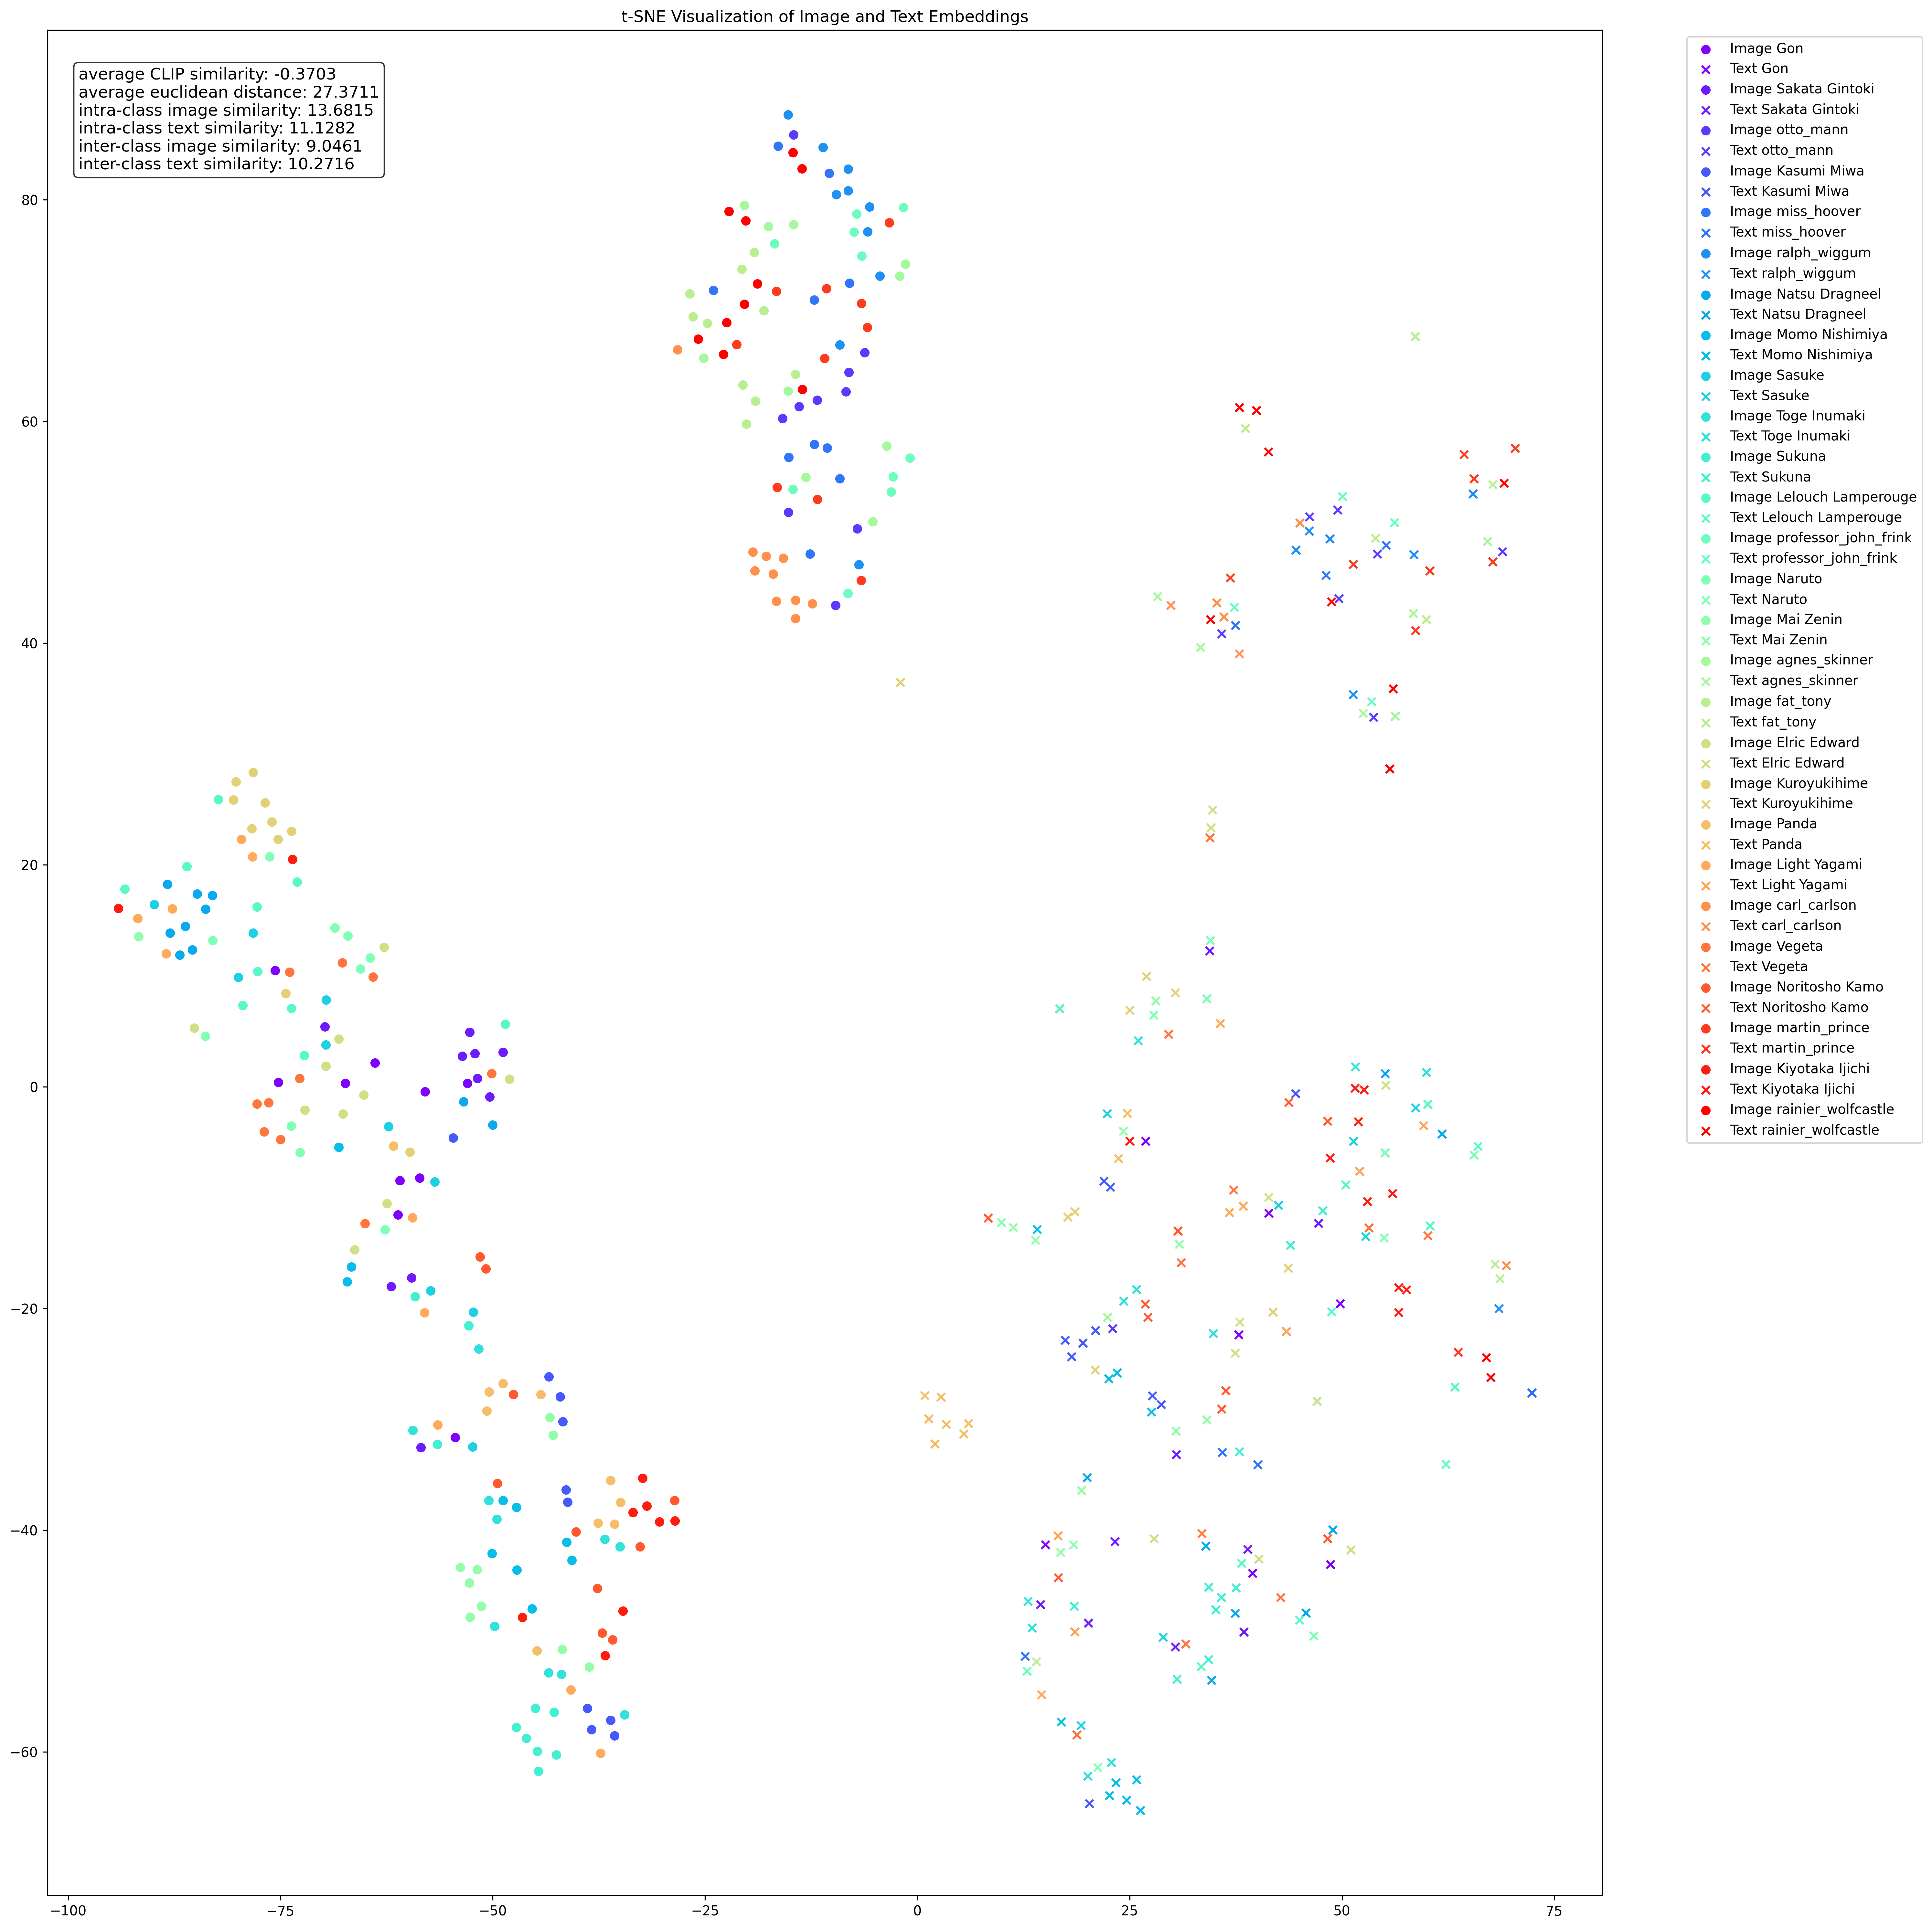 t-SNE Visualization of Image and Text Embeddings
average CLIP similarity: -0.3703
average euclidean distance: 27.3711
intra-class image similarity: 13.6815
intra-class text similarity: 11.1282
inter-class image similarity: 9.0461
inter-class text similarity: 10.2716
80
60
40
20
0
−20
−40
−60
−100
−75
−50
−25
0
25
50
75
Image Gon
Text Gon
Image Sakata Gintoki
Text Sakata Gintoki
Image otto_mann
Text otto_mann
Image Kasumi Miwa
Text Kasumi Miwa
Image miss_hoover
Text miss_hoover
Image ralph_wiggum
Text ralph_wiggum
Image Natsu Dragneel
Text Natsu Dragneel
Image Momo Nishimiya
Text Momo Nishimiya
Image Sasuke
Text Sasuke
Image Toge Inumaki
Text Toge Inumaki
Image Sukuna
Text Sukuna
Image Lelouch Lamperouge
Text Lelouch Lamperouge
Image professor_john_frink
Text professor_john_frink
Image Naruto
Text Naruto
Image Mai Zenin
Text Mai Zenin
Image agnes_skinner
Text agnes_skinner
Image fat_tony
Text fat_tony
Image Elric Edward
Text Elric Edward
Image Kuroyukihime
Text Kuroyukihime
Image Panda
Text Panda
Image Light Yagami
Text Light Yagami
Image carl_carlson
Text carl_carlson
Image Vegeta
Text Vegeta
Image Noritosho Kamo
Text Noritosho Kamo
Image martin_prince
Text martin_prince
Image Kiyotaka Ijichi
Text Kiyotaka Ijichi
Image rainier_wolfcastle
Text rainier_wolfcastle